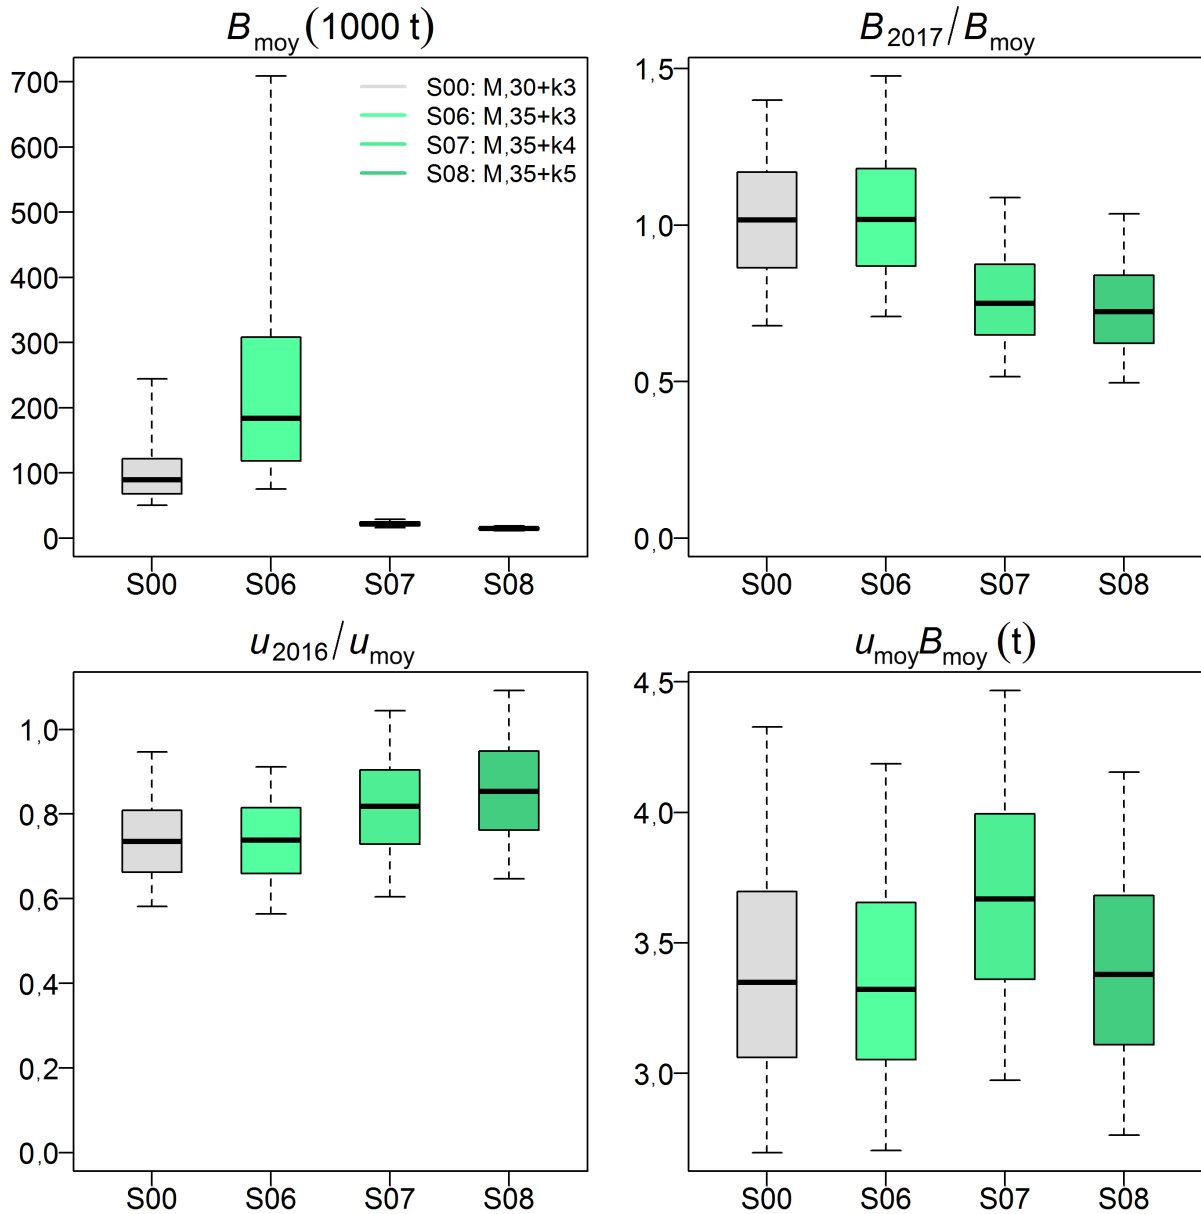 B moy (1000 t)
700
600
500
400
300
200
100
0
S00: M,30+k3
S06: M,35+k3
S07: M,35+k4
S08: M,35+k5
S00 S06 S07 S08
B 2017/B moy
1,5
1,0
0,5
0,0
S00 S06 S07 S08
u 2016/u moy
1,0
0,8
0,6
0,4
0,2
0,0
S00 S06 S07 S08
u moy B moy (t)
4,5
4,0
3,5
3,0
S00 S06 S07 S08